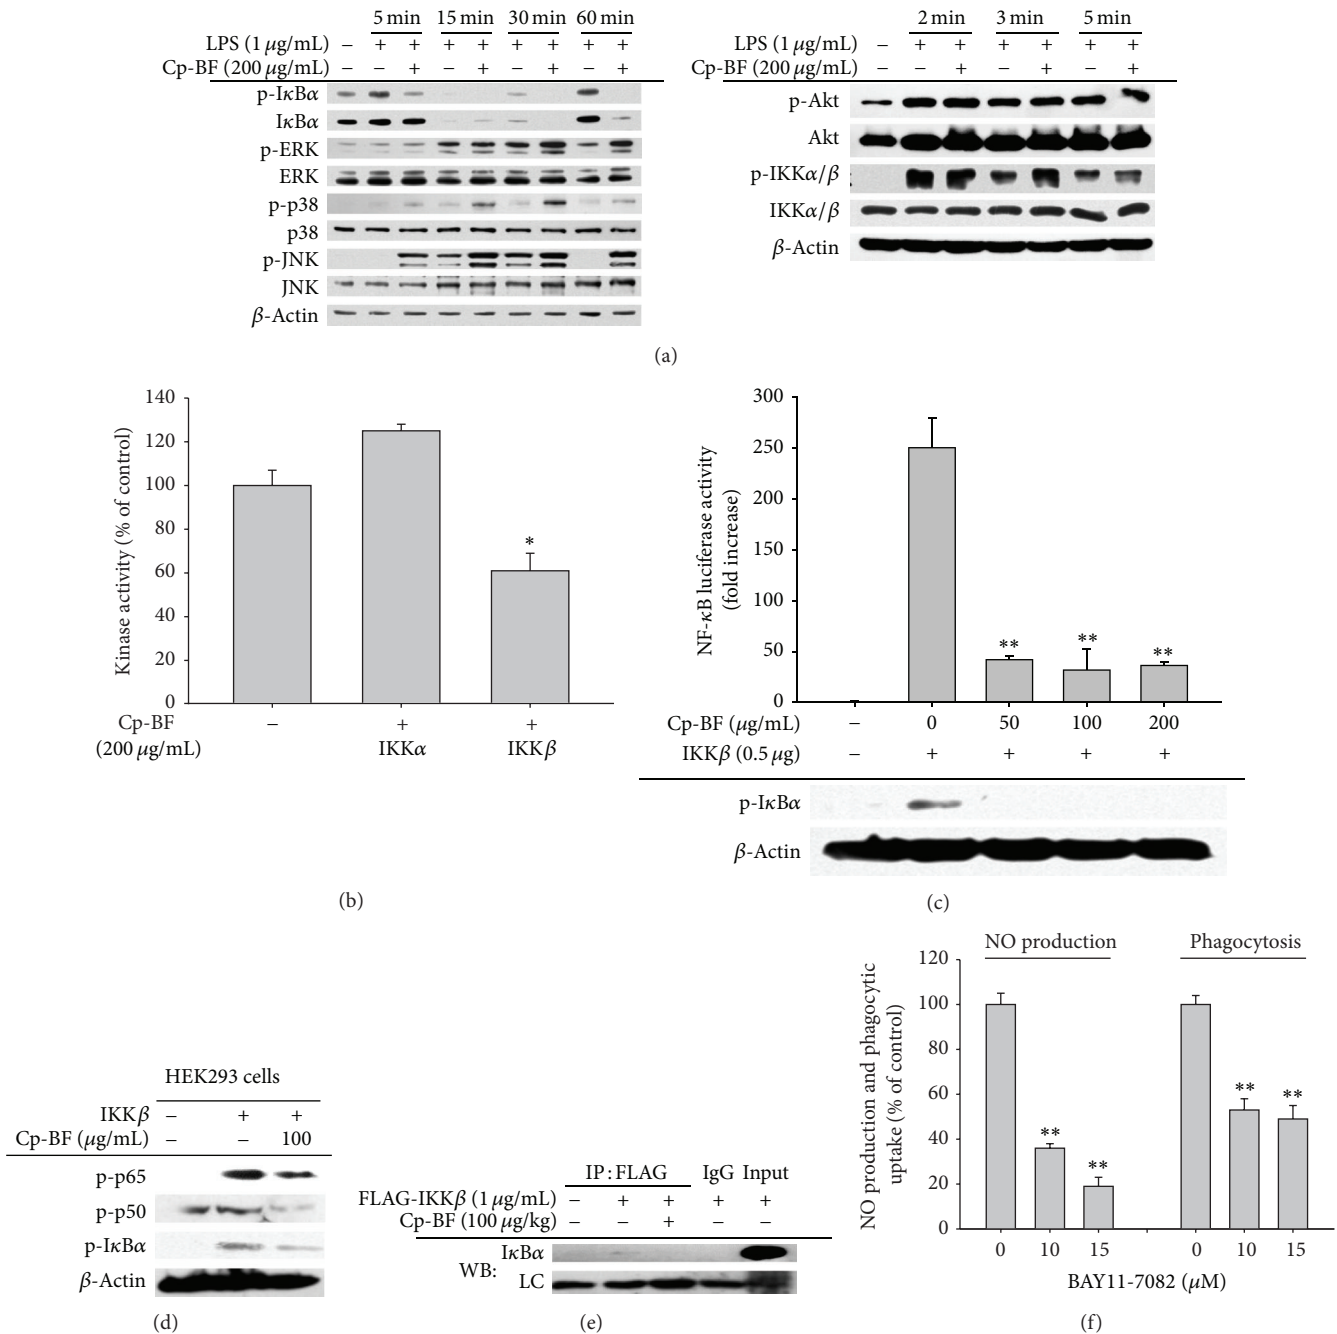 5 min 15 min 30 min 60 min
LPS (1 μg/mL) − + + + + + + + +
Cp-BF (200 μg/mL) − − + − + − + − +
p-IκBα
IκBα
p-ERK
ERK
p-p38
p38
p-JNK
JNK
β-Actin
2 min 3 min 5 min
LPS (1 μg/mL) − + + + + + +
Cp-BF (200 μg/mL) − − + − + − +
p-Akt
Akt
p-IKKα/β
IKKα/β
β-Actin
(a)
Kinase activity (% of control)
140
120
100
80
60
40
20
0
*
Cp-BF − + +
(200 μg/mL) IKKα IKKβ
(b)
NF-κB luciferase activity
(fold increase)
300
250
200
150
100
50
0
** ** **
Cp-BF (μg/mL) − 0 50 100 200
IKKβ (0.5 μg) − + + + +
p-IκBα
β-Actin
(c)
HEK293 cells
IKKβ − + +
Cp-BF (μg/mL) − − 100
p-p65
p-p50
p-IκBα
β-Actin
(d)
IP : FLAG IgG Input
FLAG-IKKβ (1 μg/mL) − + + + +
Cp-BF (100 μg/kg) − − + − −
WB:
IκBα
LC
(e)
NO production Phagocytosis
NO production and phagocytic
uptake (% of control)
120
100
80
60
40
20
0
** ** ** **
0 10 15 0 10 15
BAY11-7082 (μM)
(f)